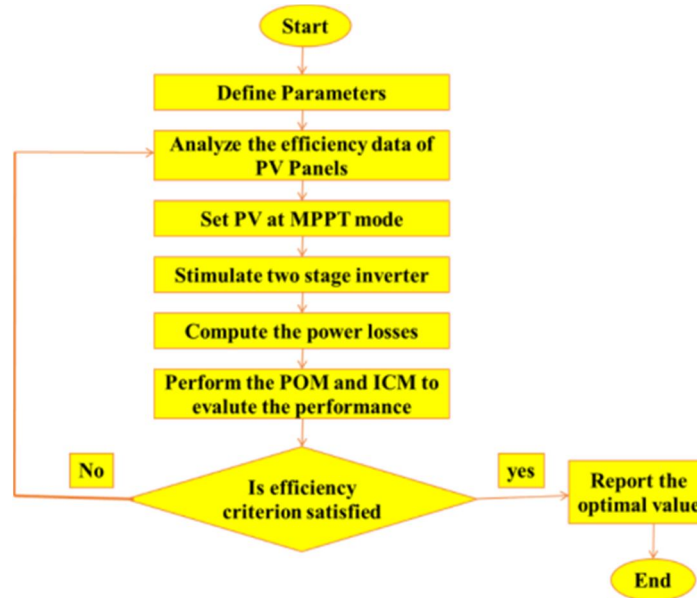 Start
Define Parameters
Analyze the efficiency data of
PV Panels
Set PV at MPPT mode
Stimulate two stage inverter
Compute the power losses
Perform the POM and ICM to
evalute the performance
No
Is efficiency
criterion satisfied
yes
Report the
optimal value
End